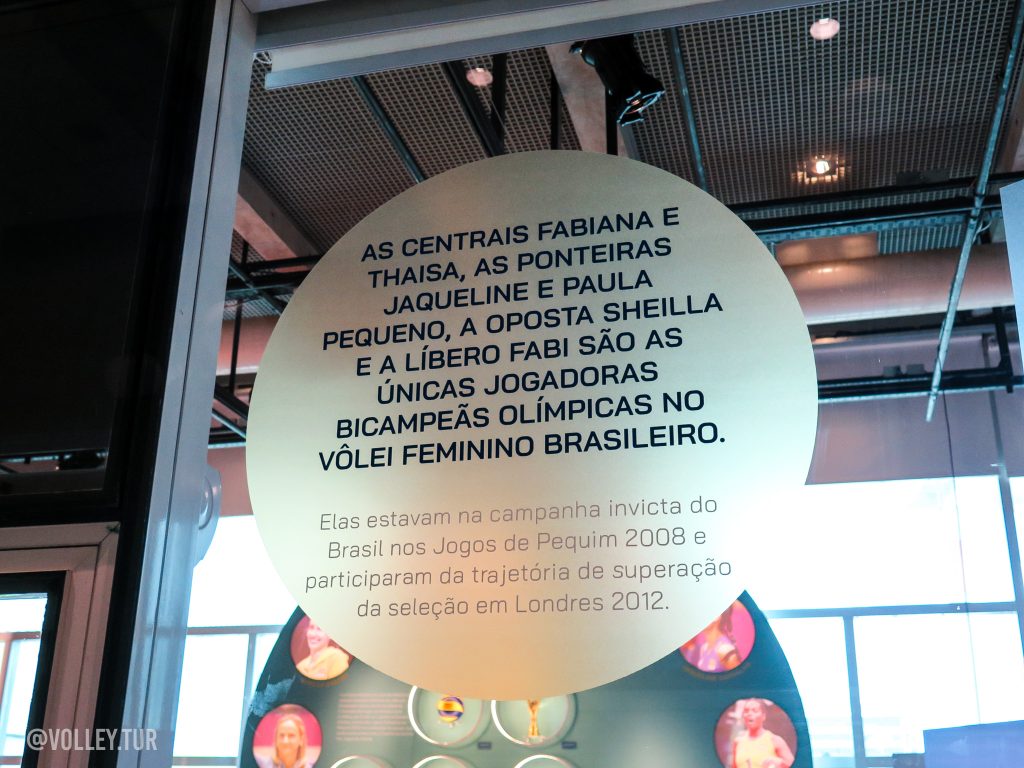 AS CENTRAIS FABIANA E
THAISA, AS PONTEIRAS
JAQUELINE E PAULA
PEQUENO, A OPOSTA SHEILLA
E A LÍBERO FABI SÃO AS
ÚNICAS JOGADORAS
BICAMPEÃS OLÍMPICAS NO
VÔLEI FEMININO BRASILEIRO.
Elas estavam na campanha invicta do
Brasil nos Jogos de Pequim 2008 e
participaram da trajetória de superação
da seleção em Londres 2012.
@VOLLEY.TUR